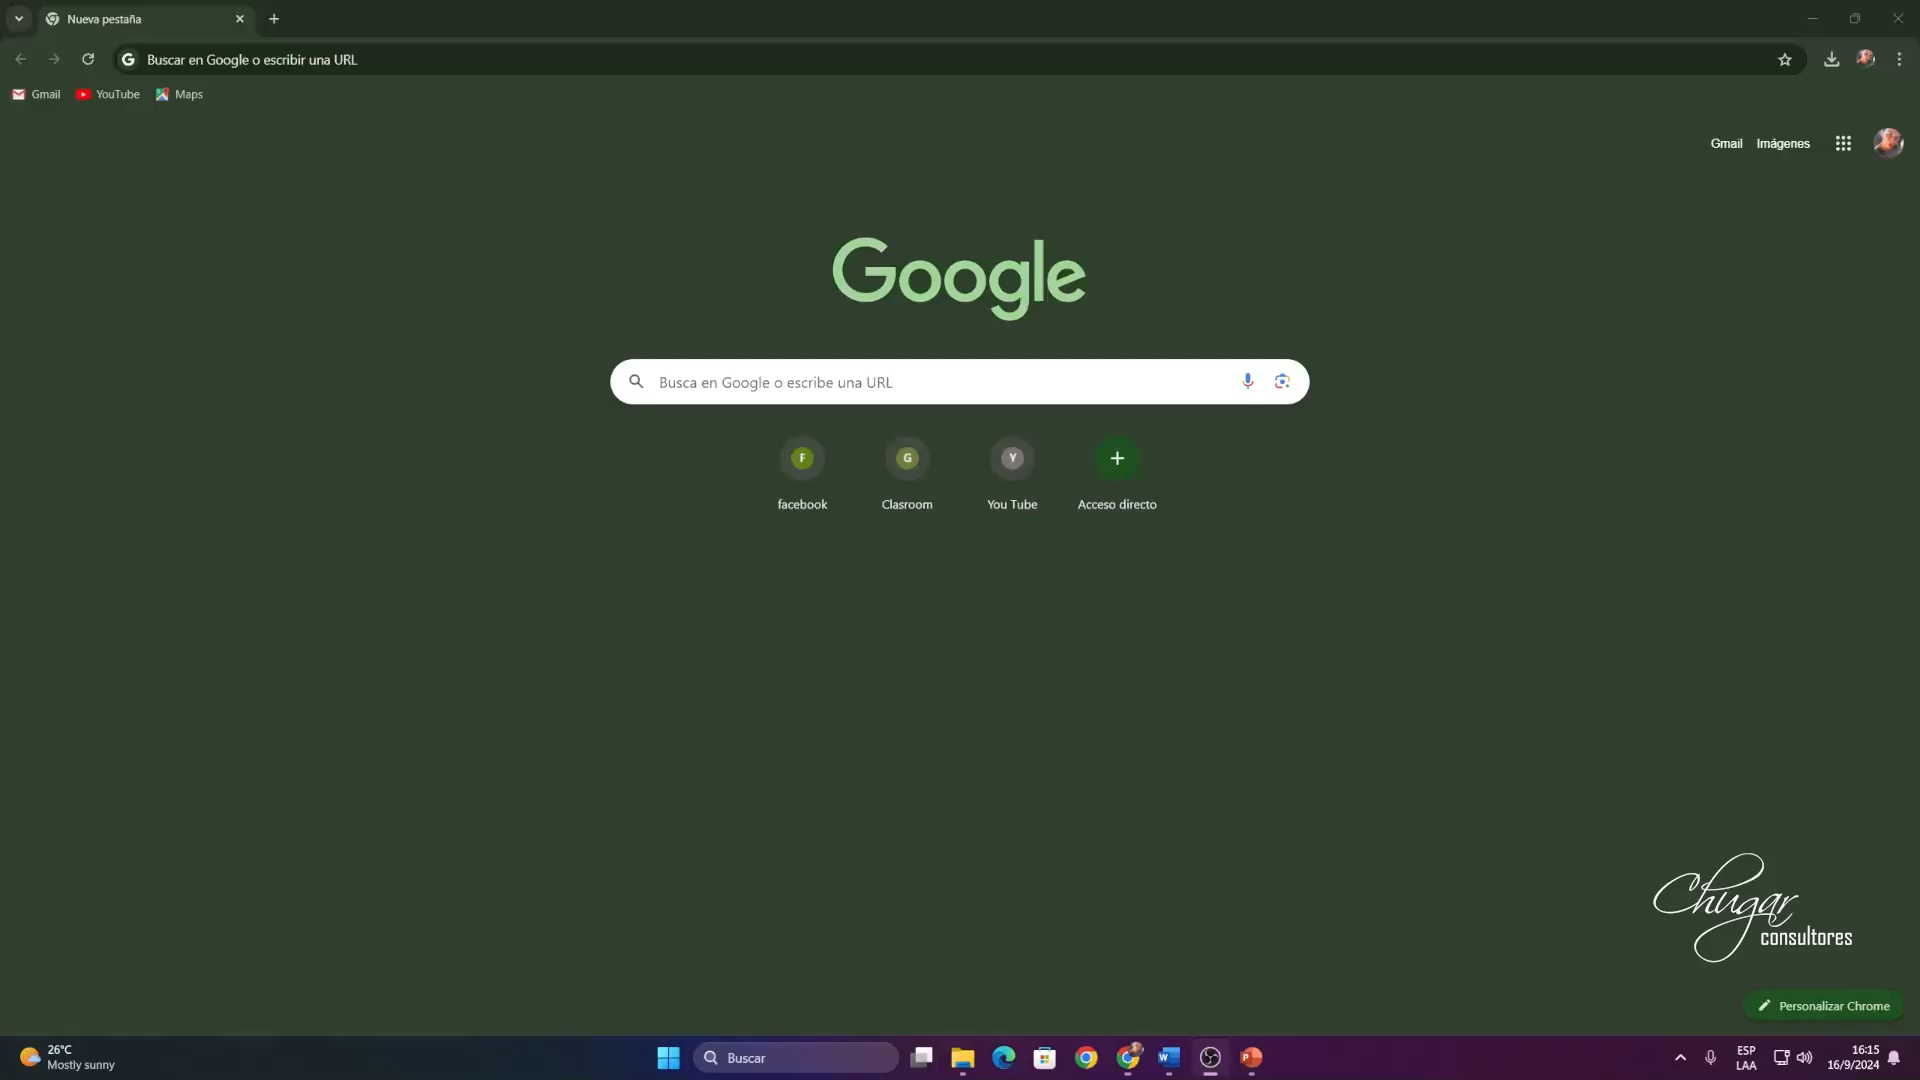 Nueva pestaña
Buscar en Google o escribir una URL
Gmail YouTube Maps
Gmail Imágenes
Google
Busca en Google o escribe una URL
F G Y
facebook Clasroom You Tube Acceso directo
Chugar
consultores
Personalizar Chrome
26°C
Mostly sunny
Buscar
ESP
LAA
16:15
16/9/2024